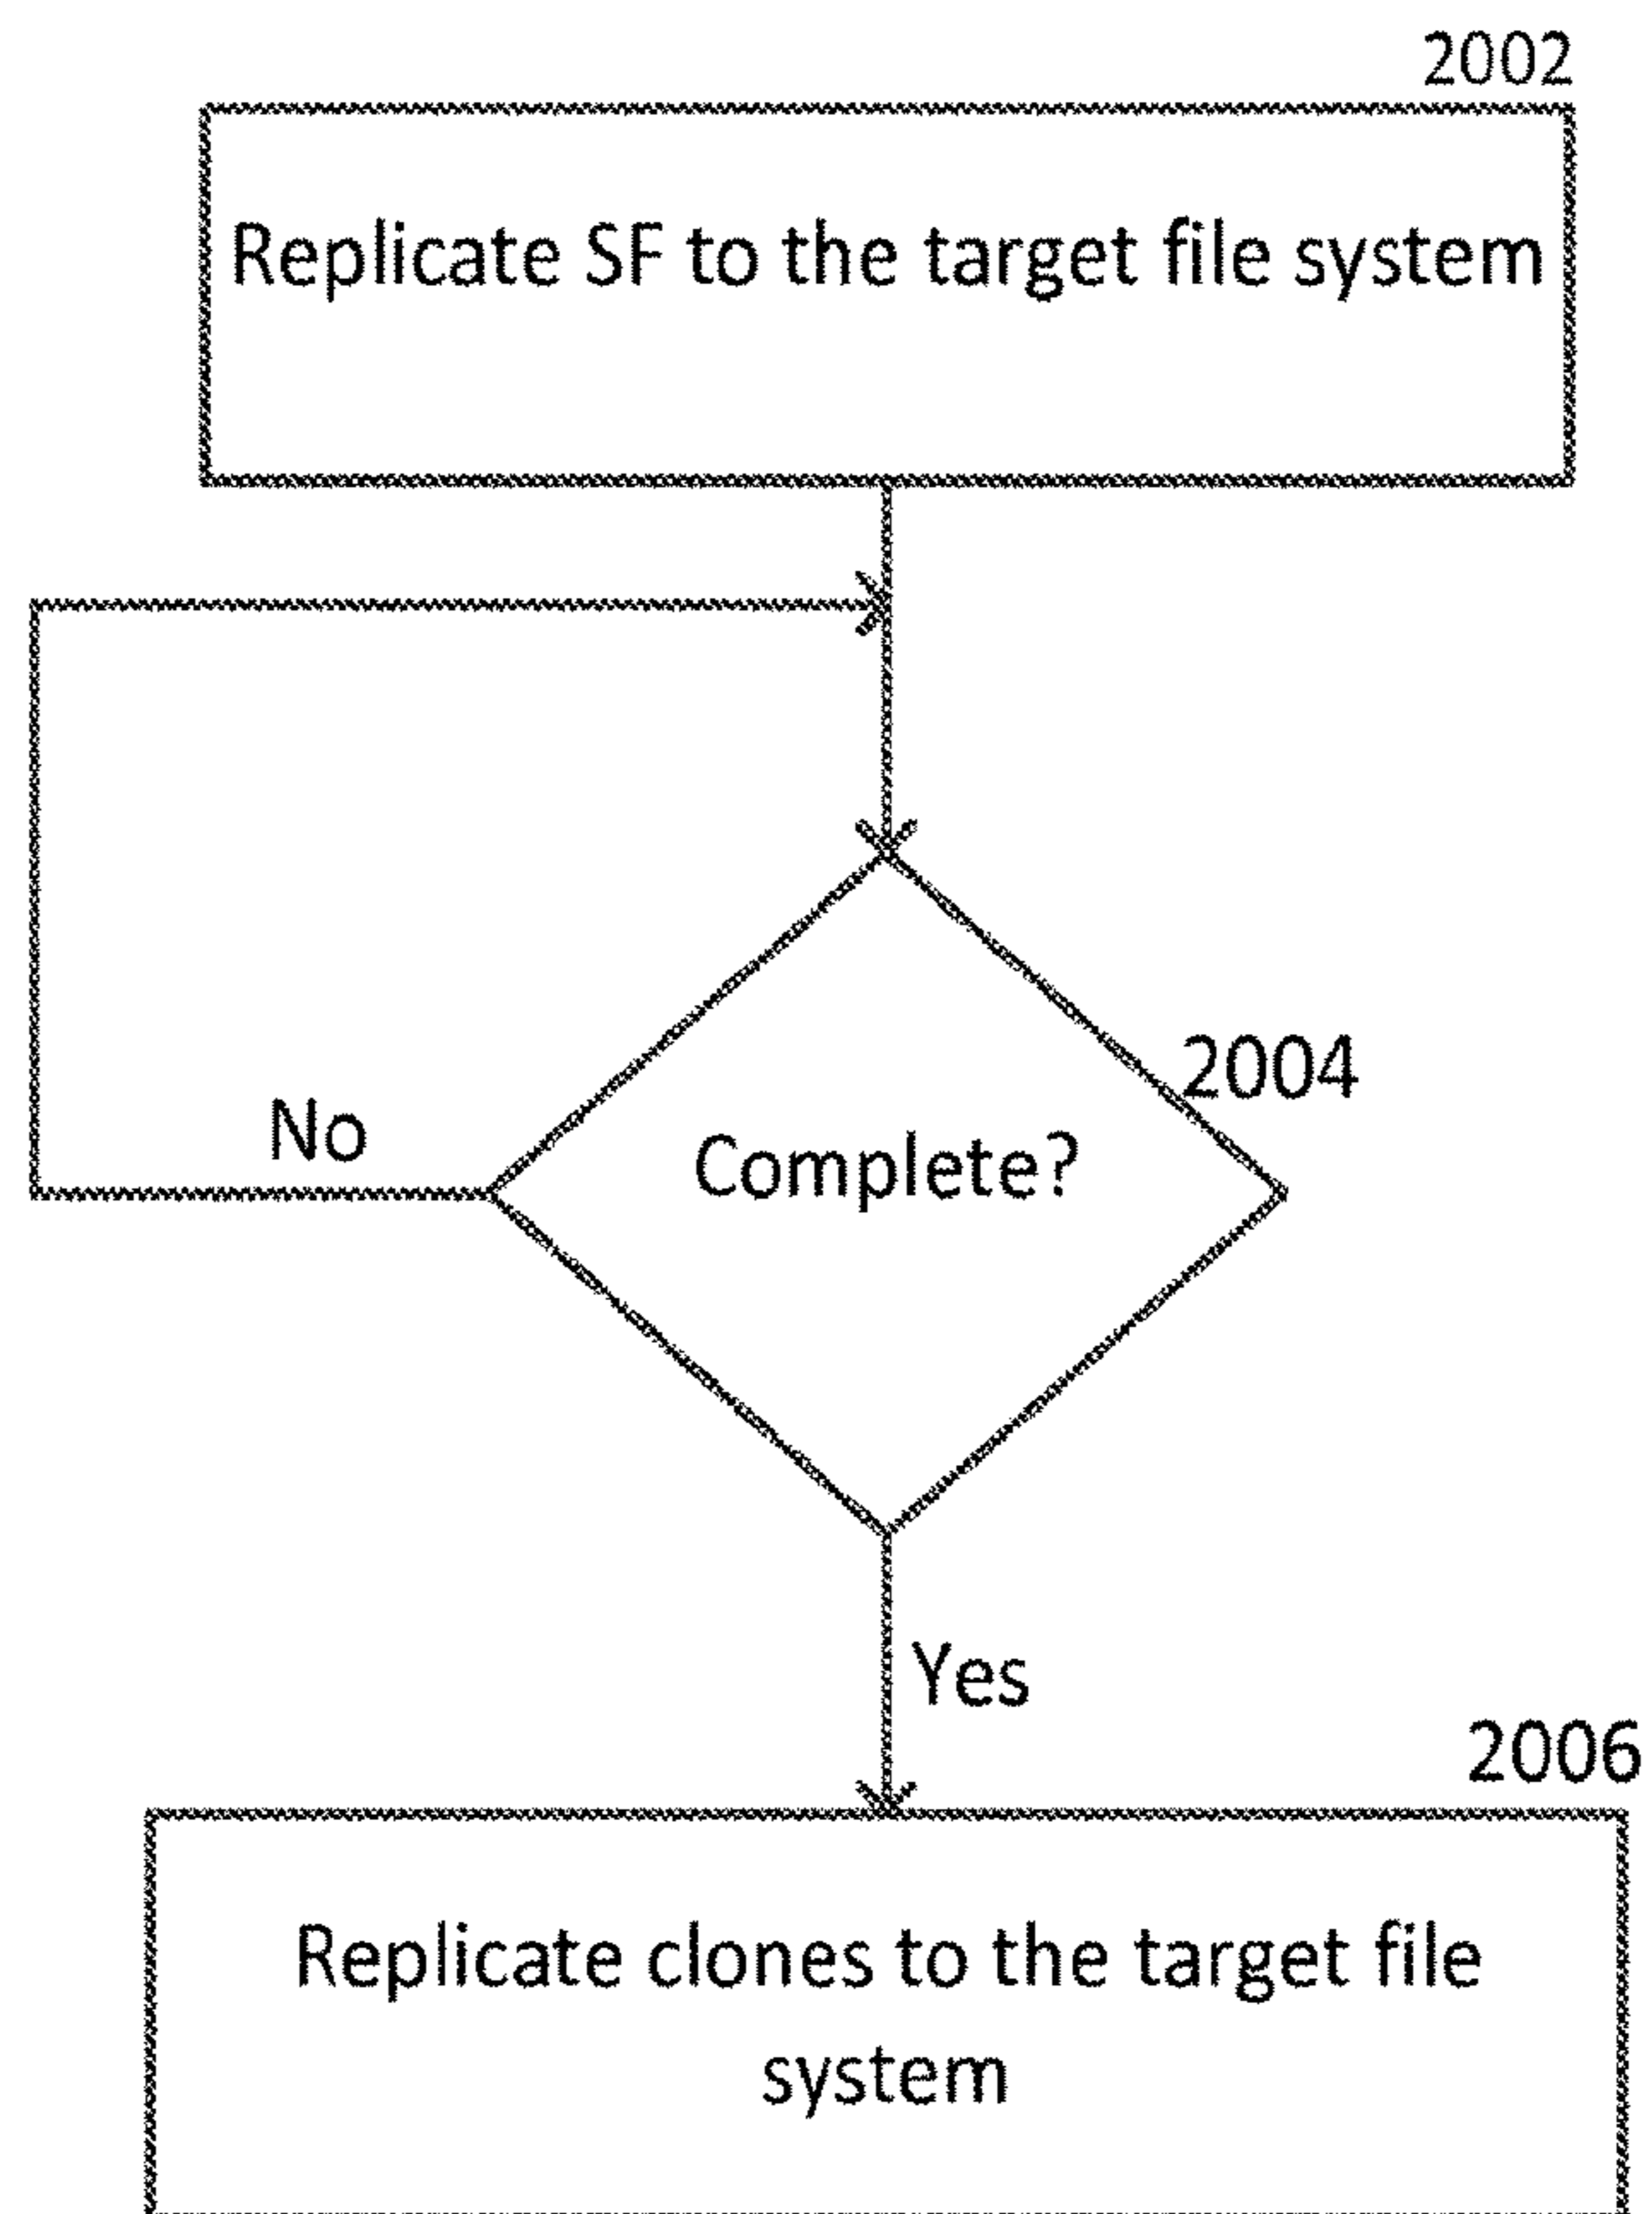 2002
Replicate SF to the target file system
2004
No
Complete?
Yes
2006
Replicate clones to the target file
system